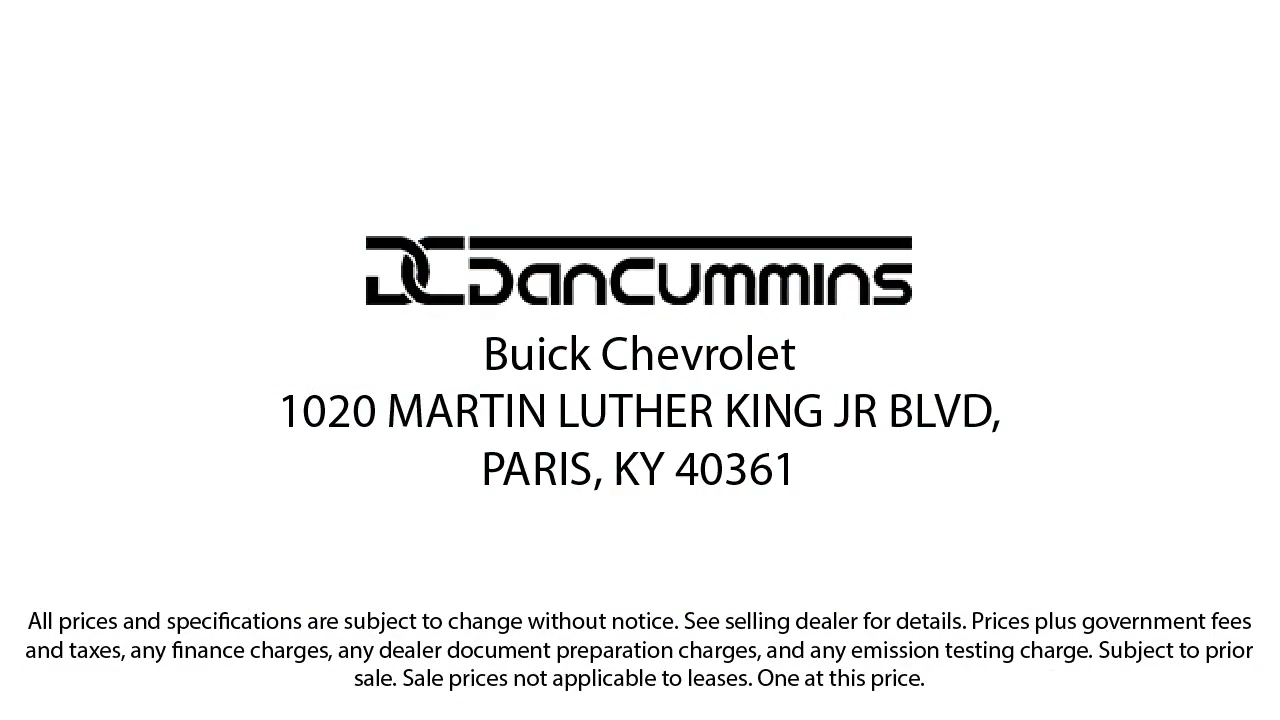 DC DanCummins
Buick Chevrolet
1020 MARTIN LUTHER KING JR BLVD,
PARIS, KY 40361
All prices and specifications are subject to change without notice. See selling dealer for details. Prices plus government fees
and taxes, any finance charges, any dealer document preparation charges, and any emission testing charge. Subject to prior
sale. Sale prices not applicable to leases. One at this price.